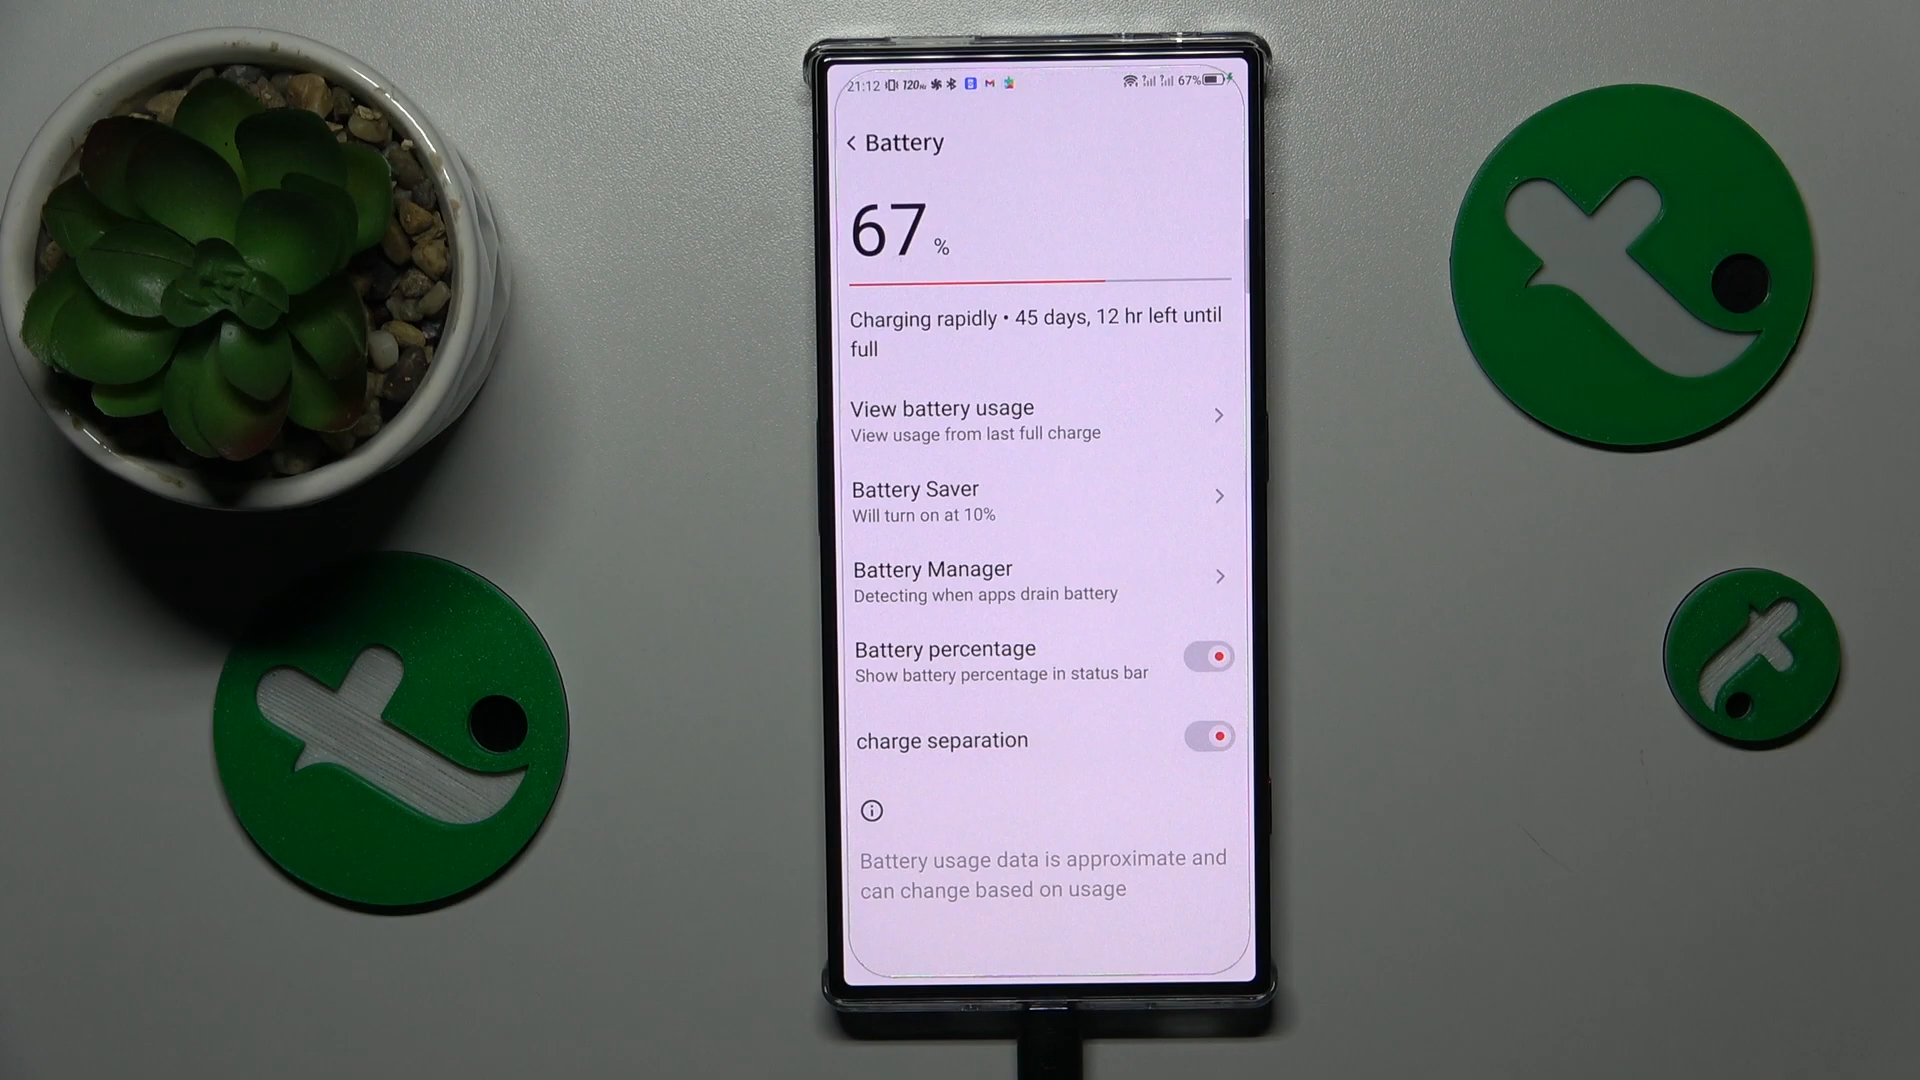 21:12 120Hz 67%
Battery
67 %
Charging rapidly • 45 days, 12 hr left until
full
View battery usage
View usage from last full charge
Battery Saver
Will turn on at 10%
Battery Manager
Detecting when apps drain battery
Battery percentage
Show battery percentage in status bar
charge separation
Battery usage data is approximate and
can change based on usage